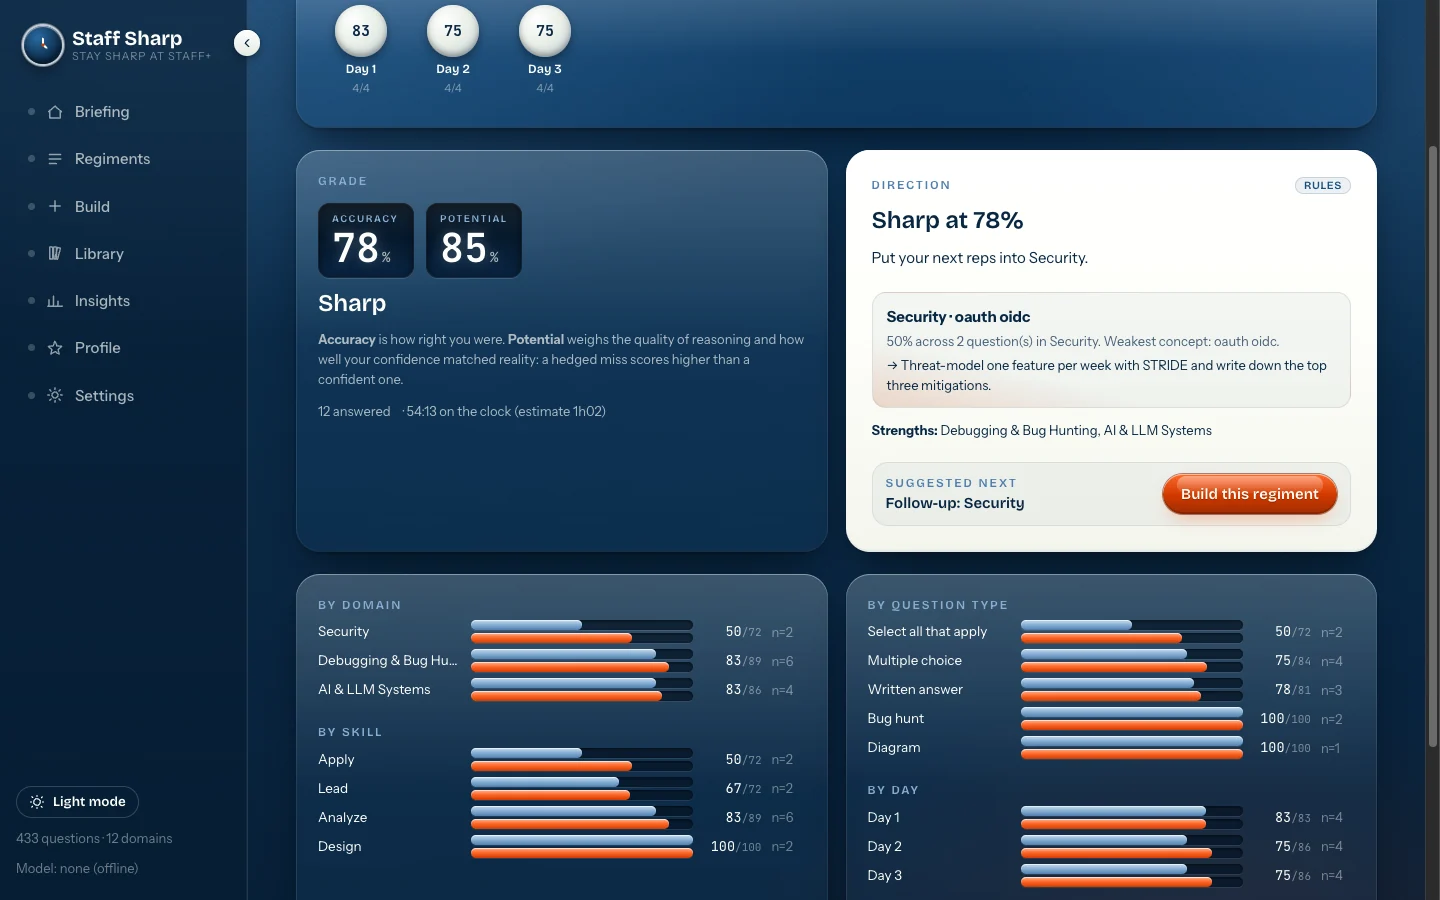 Staff Sharp
STAY SHARP AT STAFF+
Briefing
Regiments
Build
Library
Insights
Profile
Settings
Light mode
433 questions · 12 domains
Model: none (offline)
83
75
75
Day 1
Day 2
Day 3
4/4
4/4
4/4
GRADE
ACCURACY
78%
POTENTIAL
85%
Sharp
Accuracy is how right you were. Potential weighs the quality of reasoning and how
well your confidence matched reality: a hedged miss scores higher than a
confident one.
12 answered · 54:13 on the clock (estimate 1h02)
DIRECTION
RULES
Sharp at 78%
Put your next reps into Security.
Security · oauth oidc
50% across 2 question(s) in Security. Weakest concept: oauth oidc.
→ Threat-model one feature per week with STRIDE and write down the top
three mitigations.
Strengths: Debugging & Bug Hunting, AI & LLM Systems
SUGGESTED NEXT
Follow-up: Security
Build this regiment
BY DOMAIN
Security 50/72 n=2
Debugging & Bug Hu... 83/89 n=6
AI & LLM Systems 83/86 n=4
BY SKILL
Apply 50/72 n=2
Lead 67/72 n=2
Analyze 83/89 n=6
Design 100/100 n=2
BY QUESTION TYPE
Select all that apply 50/72 n=2
Multiple choice 75/84 n=4
Written answer 78/81 n=3
Bug hunt 100/100 n=2
Diagram 100/100 n=1
BY DAY
Day 1 83/83 n=4
Day 2 75/86 n=4
Day 3 75/86 n=4